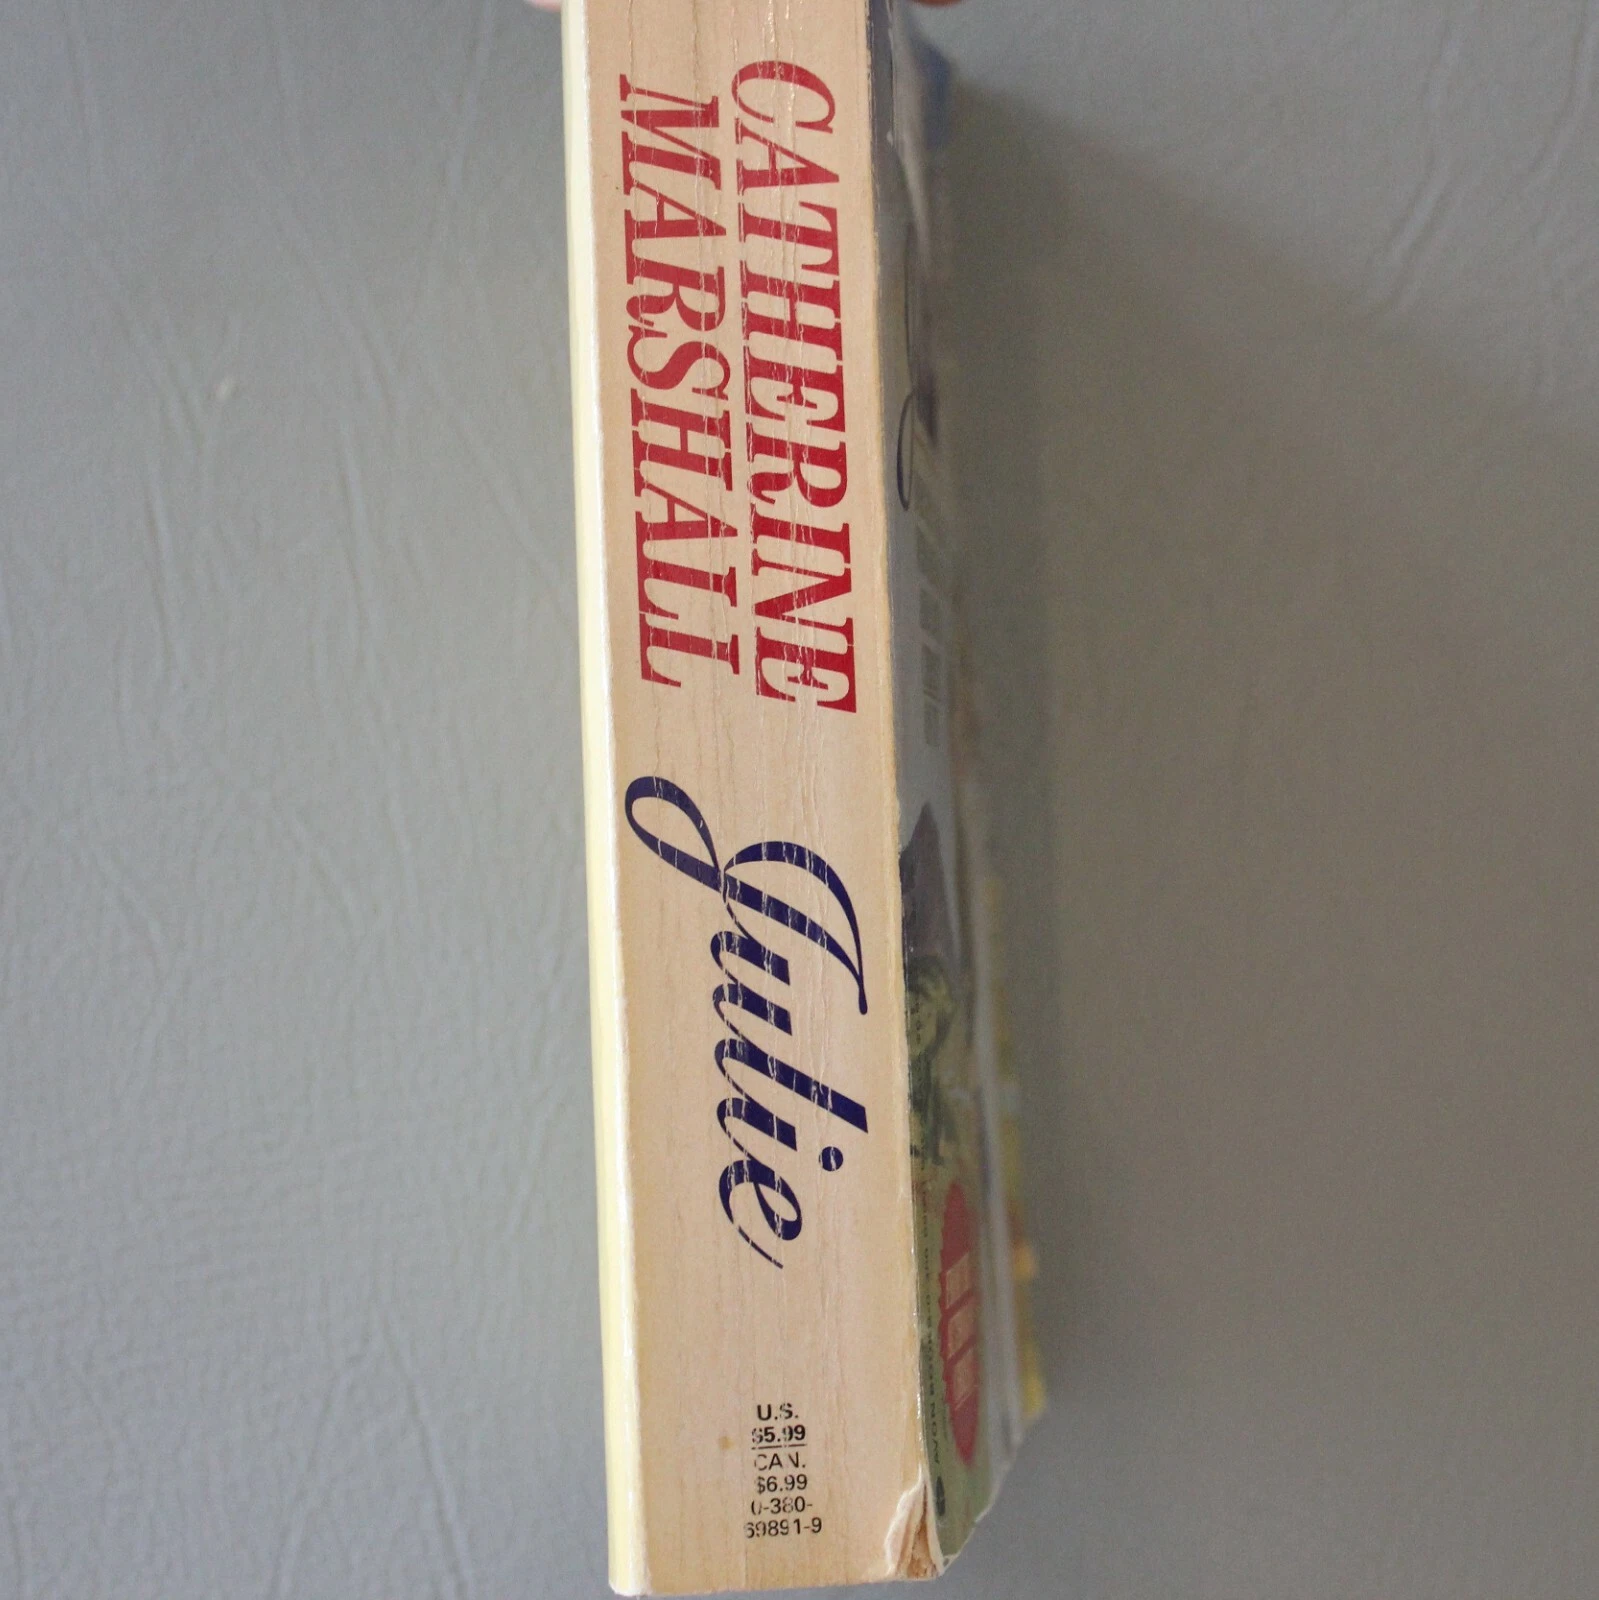 CATHERINE
MARSHALL
Julie
U.S.
$5.99
CAN.
$6.99
0-380-
69891-9